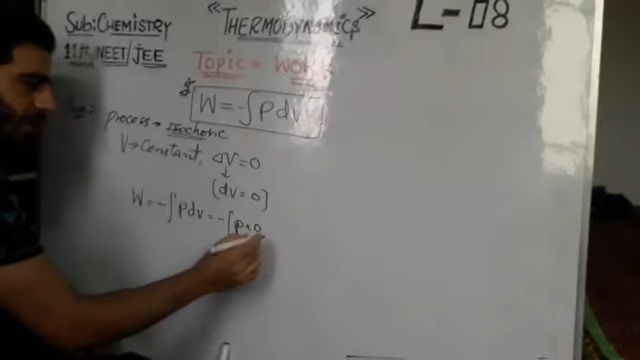 Sub: CHEMISTRY
11th NEET/JEE
"THERMODYNAMICS"
L-08
Topic = WORK
W = -∫PdV
process → Isochoric
V → Constant, ΔV = 0
↓
[dv = 0]
W = -∫Pdv = -∫P×0